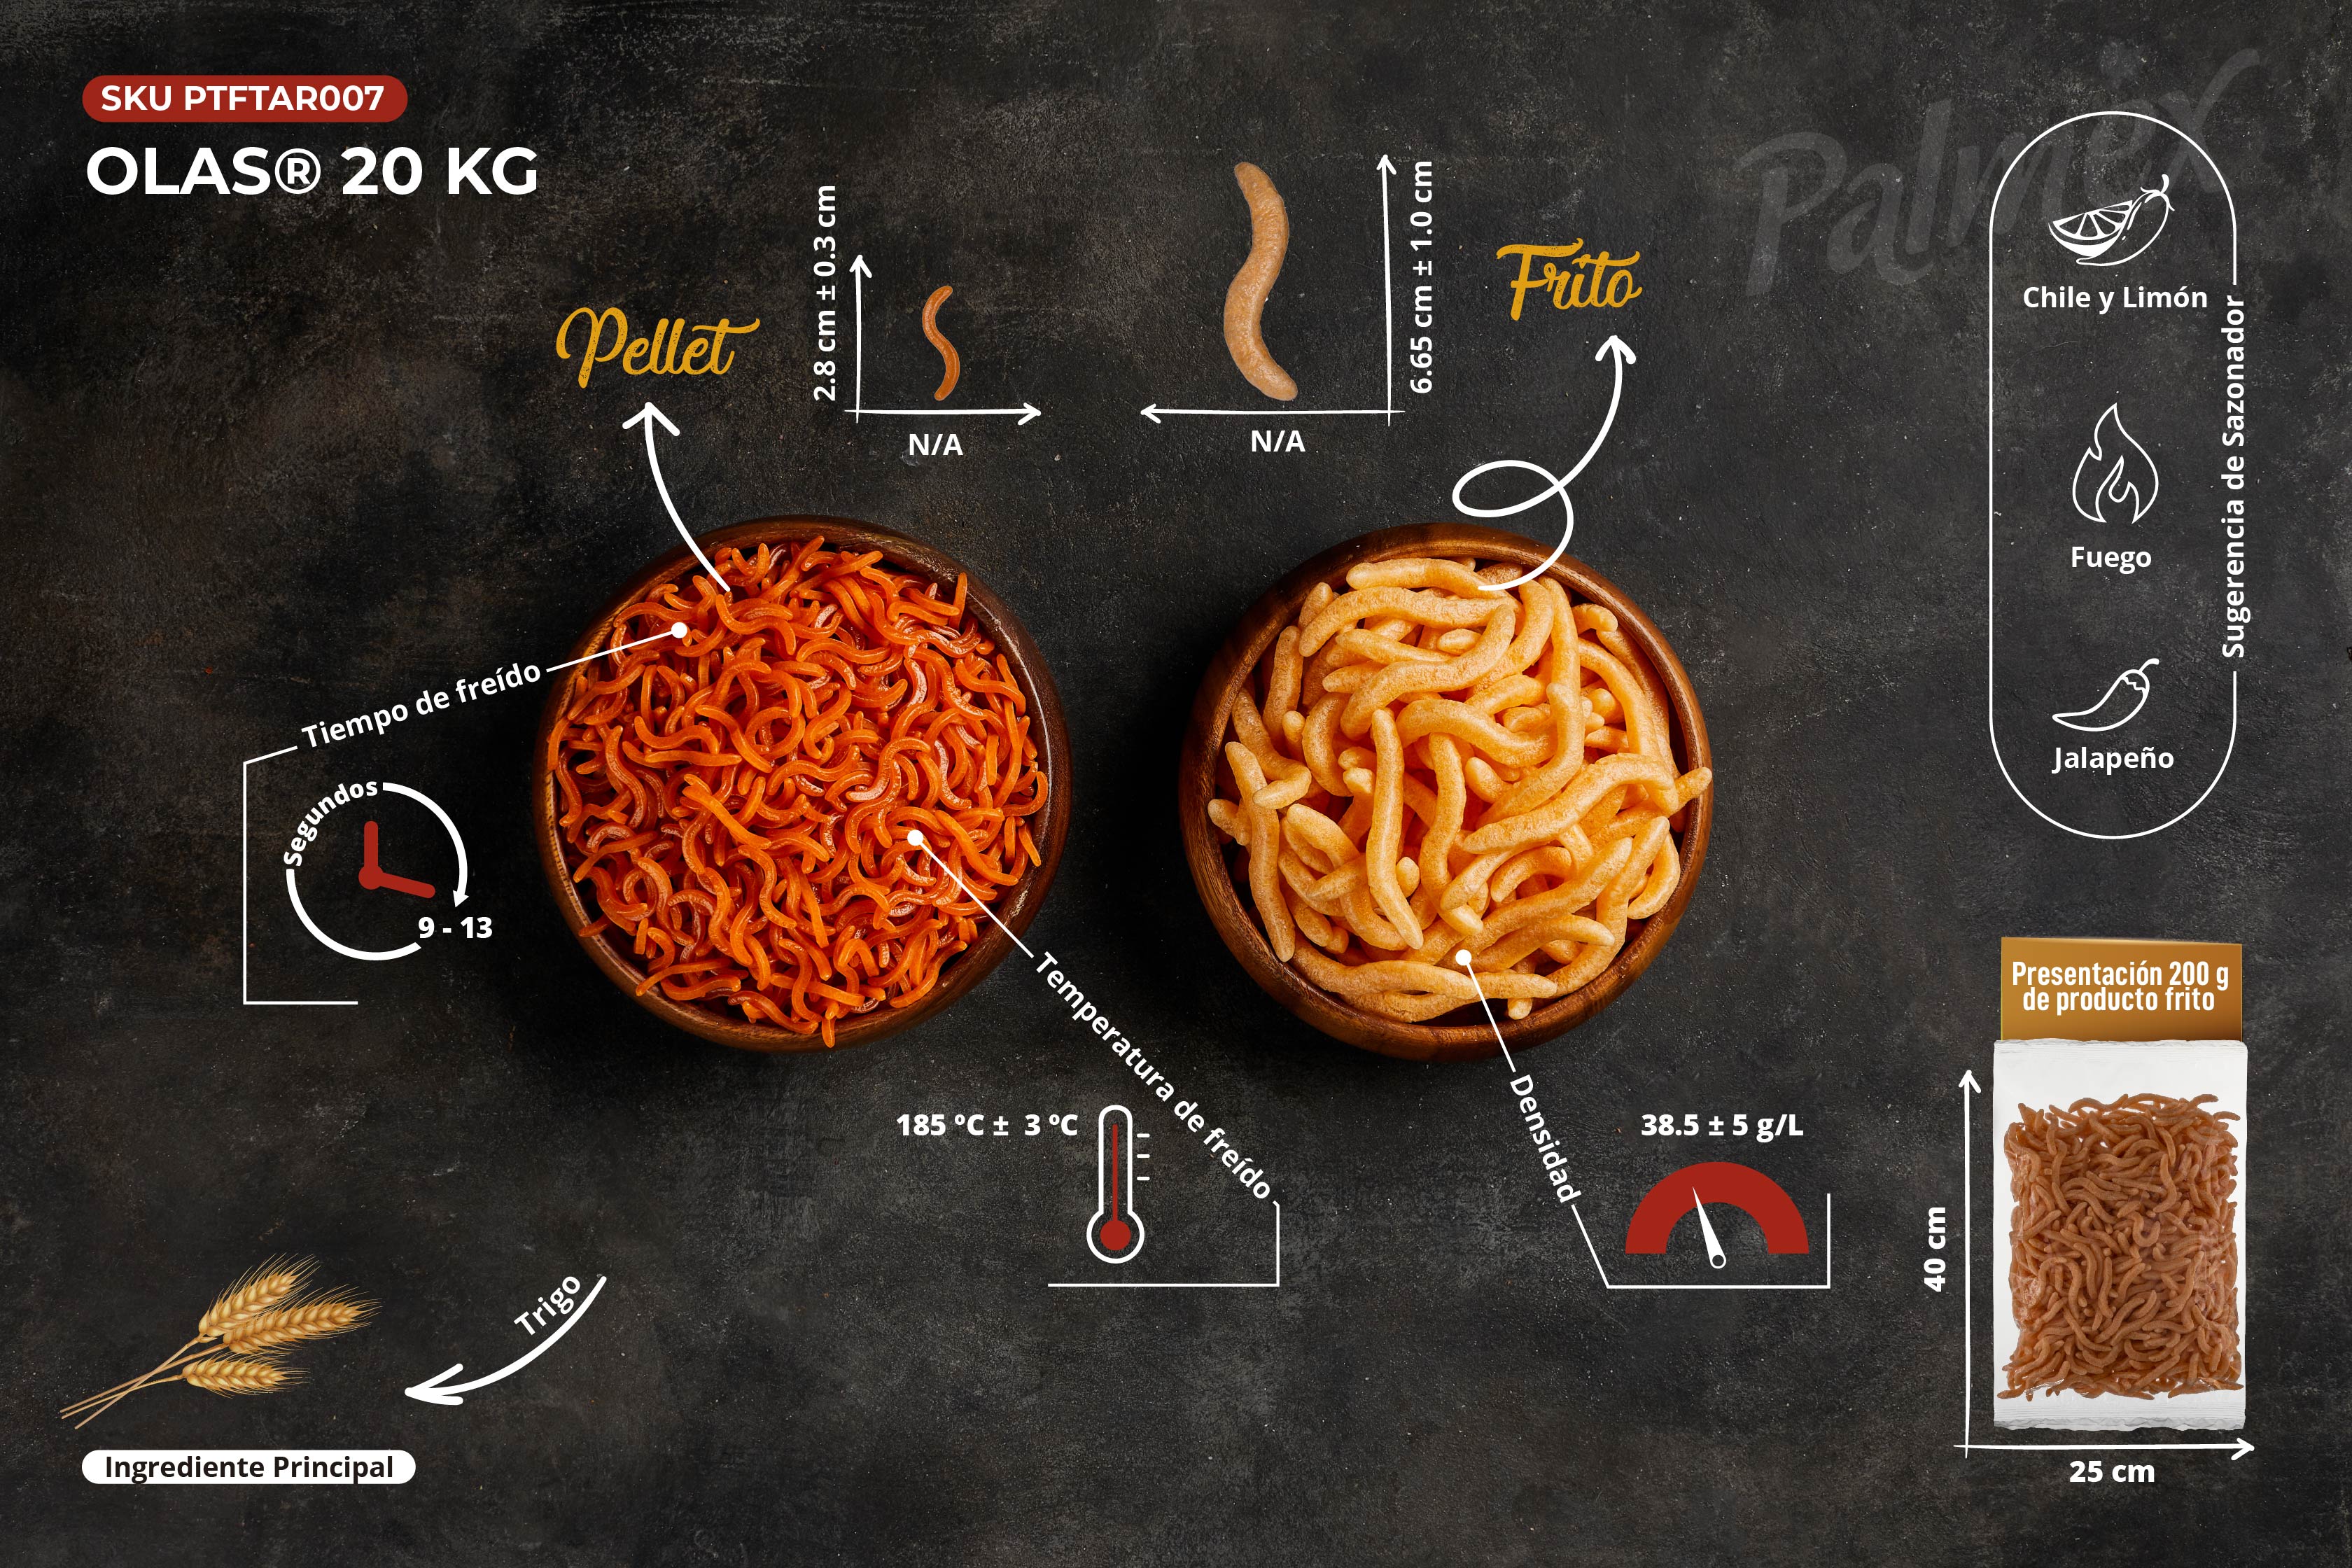 SKU PTFTAR007
OLAS® 20 KG
Palmex
Pellet
2.8 cm ± 0.3 cm
N/A
6.65 cm ± 1.0 cm
N/A
Frito
Chile y Limón
Fuego
Jalapeño
Sugerencia de Sazonador
Tiempo de freído
Segundos
9 - 13
Temperatura de freído
185 ºC ± 3 ºC
Densidad
38.5 ± 5 g/L
Presentación 200 g
de producto frito
40 cm
25 cm
Trigo
Ingrediente Principal